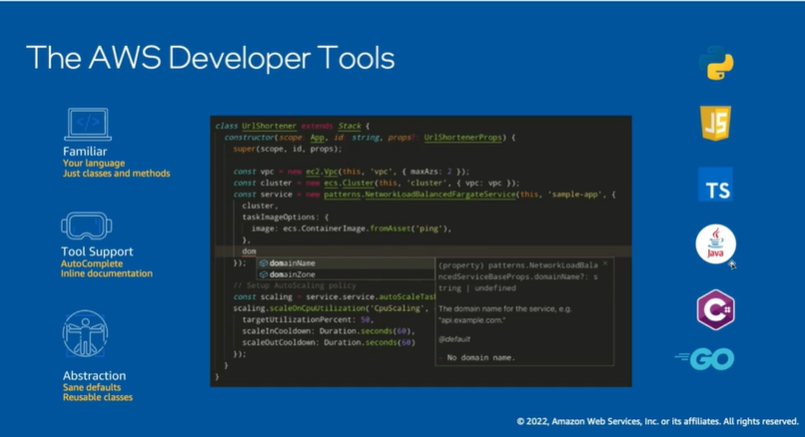 The AWS Developer Tools
</>
Familiar
Your language
Just classes and methods
Tool Support
AutoComplete
Inline documentation
Abstraction
Sane defaults
Reusable classes
class UrlShortener extends Stack {
constructor(scope: App, id: string, props?: UrlShortenerProps) {
super(scope, id, props);
const vpc = new ec2.Vpc(this, 'vpc', { maxAzs: 2 });
const cluster = new ecs.Cluster(this, 'cluster', { vpc: vpc });
const service = new patterns.NetworkLoadBalancedFargateService(this, 'sample-app', {
cluster,
taskImageOptions: {
image: ecs.ContainerImage.fromAsset('ping'),
},
dom
});
domainName
domainZone
(property) patterns.NetworkLoadBala
ncedServiceBaseProps.domainName?: s
tring | undefined
The domain name for the service, e.g.
"api.example.com."
@default
- No domain name.
// Setup AutoScaling policy
const scaling = service.service.autoScaleTas
scaling.scaleOnCpuUtilization('CpuScaling',
targetUtilizationPercent: 50,
scaleInCooldown: Duration.seconds(60),
scaleOutCooldown: Duration.seconds(60)
});
}
}
JS
TS
Java
C#
GO
© 2022, Amazon Web Services, Inc. or its affiliates. All rights reserved.